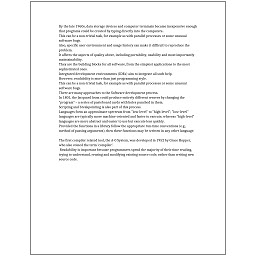 By the late 1960s, data storage devices and computer terminals became inexpensive enough
that programs could be created by typing directly into the computers.
This can be a non-trivial task, for example as with parallel processes or some unusual
software bugs.
Also, specific user environment and usage history can make it difficult to reproduce the
problem.
It affects the aspects of quality above, including portability, usability and most importantly
maintainability.
They are the building blocks for all software, from the simplest applications to the most
sophisticated ones.
Integrated development environments (IDEs) aim to integrate all such help.
However, readability is more than just programming style.
This can be a non-trivial task, for example as with parallel processes or some unusual
software bugs.
There are many approaches to the Software development process.
In 1801, the Jacquard loom could produce entirely different weaves by changing the
"program" - a series of pasteboard cards with holes punched in them.
Scripting and breakpointing is also part of this process.
Languages form an approximate spectrum from "low-level" to "high-level"; "low-level"
languages are typically more machine-oriented and faster to execute, whereas "high-level"
languages are more abstract and easier to use but execute less quickly.
Provided the functions in a library follow the appropriate run-time conventions (e.g.,
method of passing arguments), then these functions may be written in any other language.

The first compiler related tool, the A-0 System, was developed in 1952 by Grace Hopper,
who also coined the term 'compiler'.
Readability is important because programmers spend the majority of their time reading,
trying to understand, reusing and modifying existing source code, rather than writing new
source code.